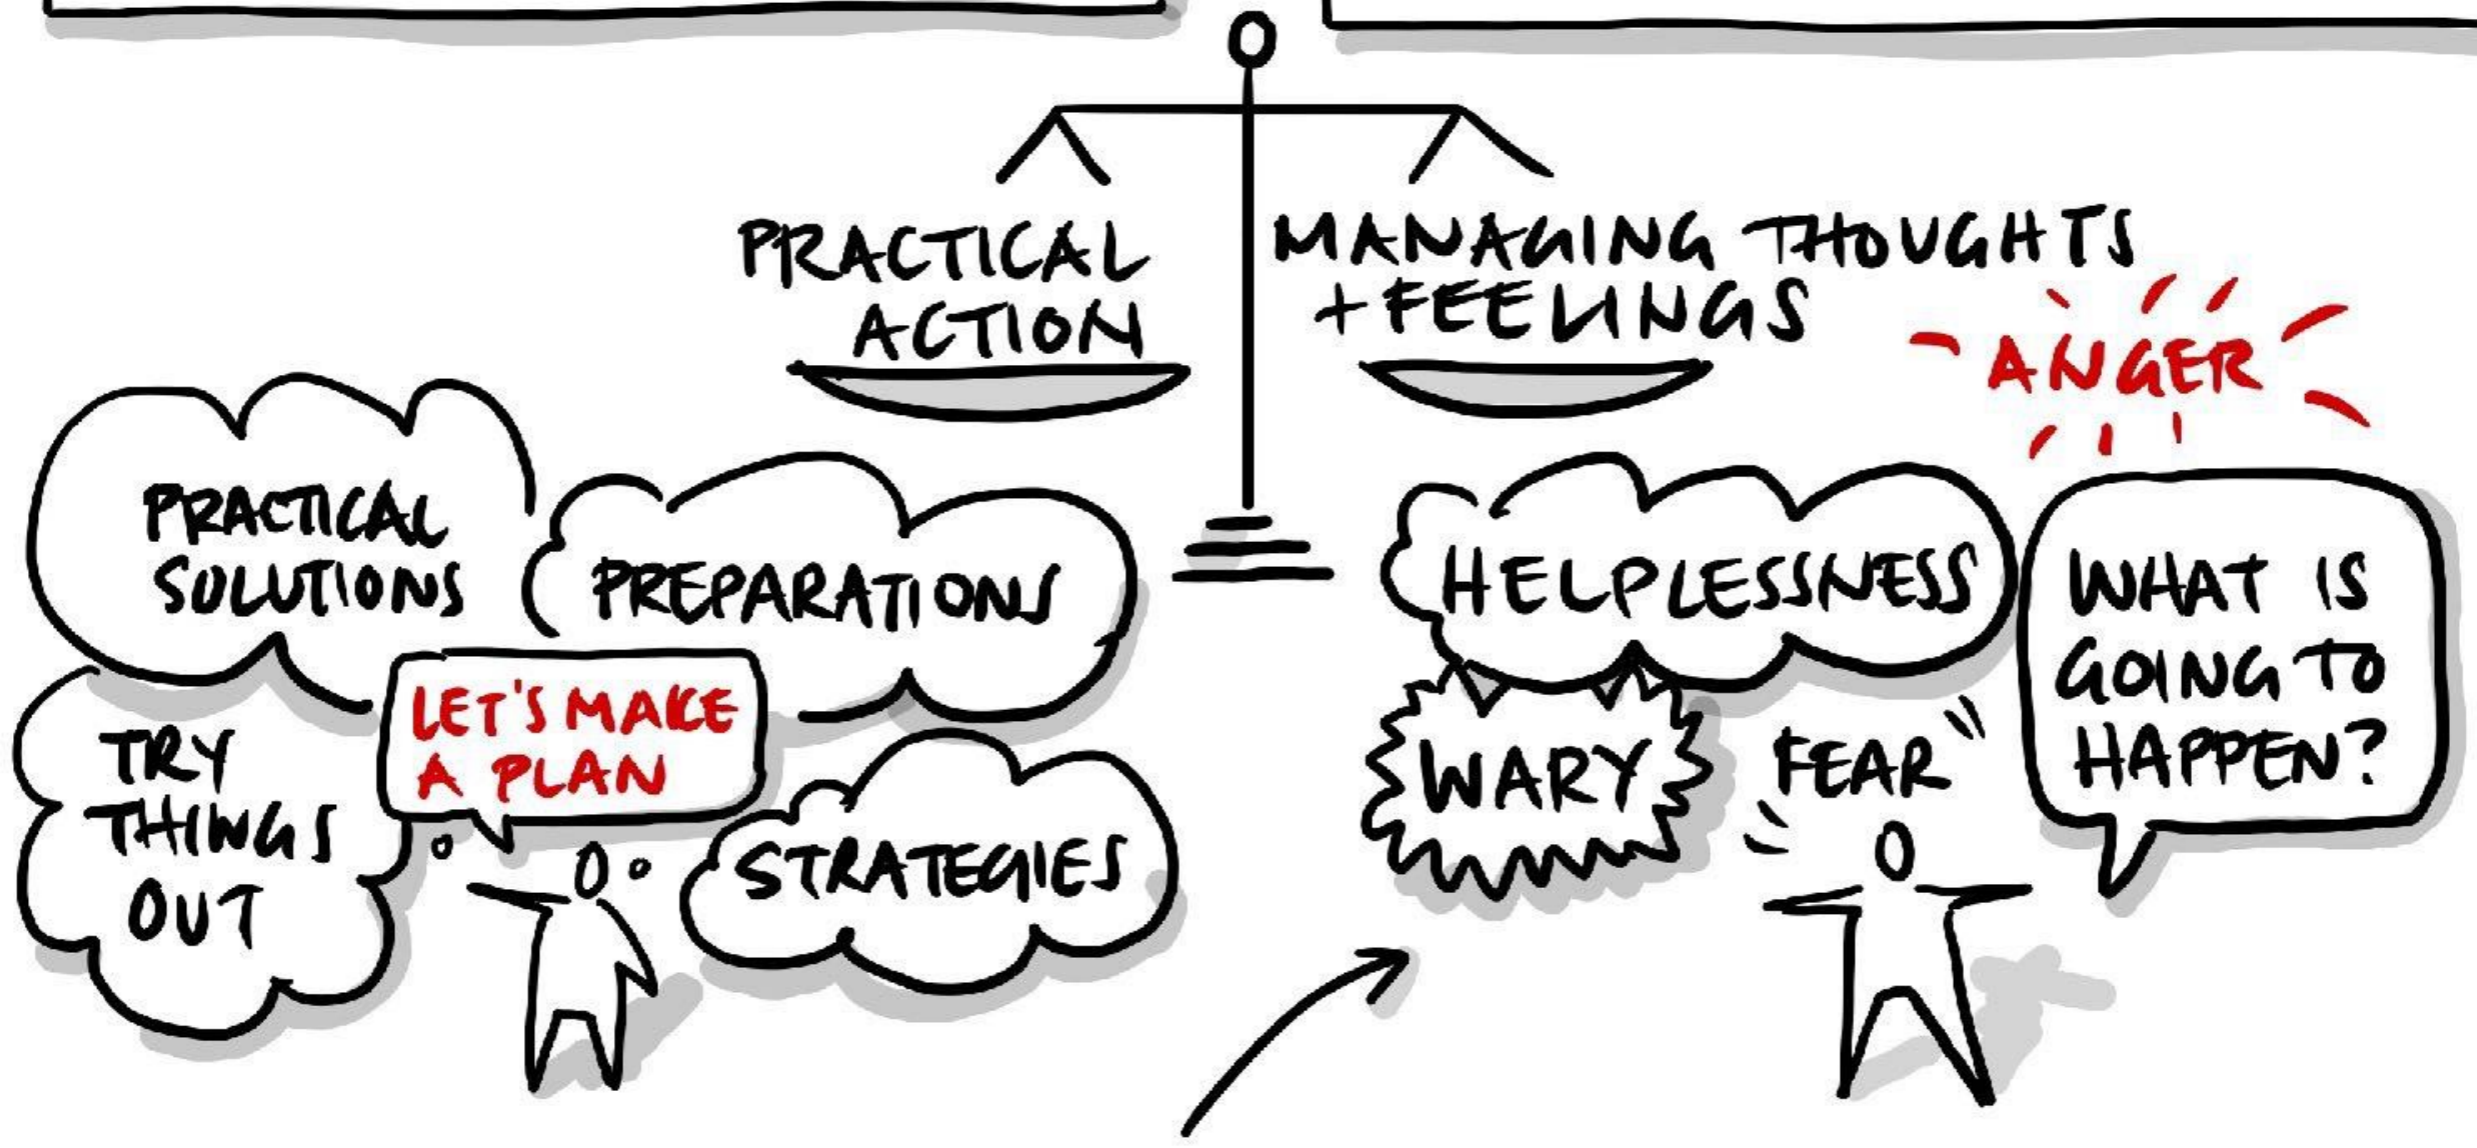 PRACTICAL
ACTION
MANAGING THOUGHTS
+ FEELINGS
ANGER
PRACTICAL
SOLUTIONS
PREPARATIONS
LET'S MAKE
A PLAN
TRY
THINGS
OUT
STRATEGIES
HELPLESSNESS
WARY
FEAR
WHAT IS
GOING TO
HAPPEN?